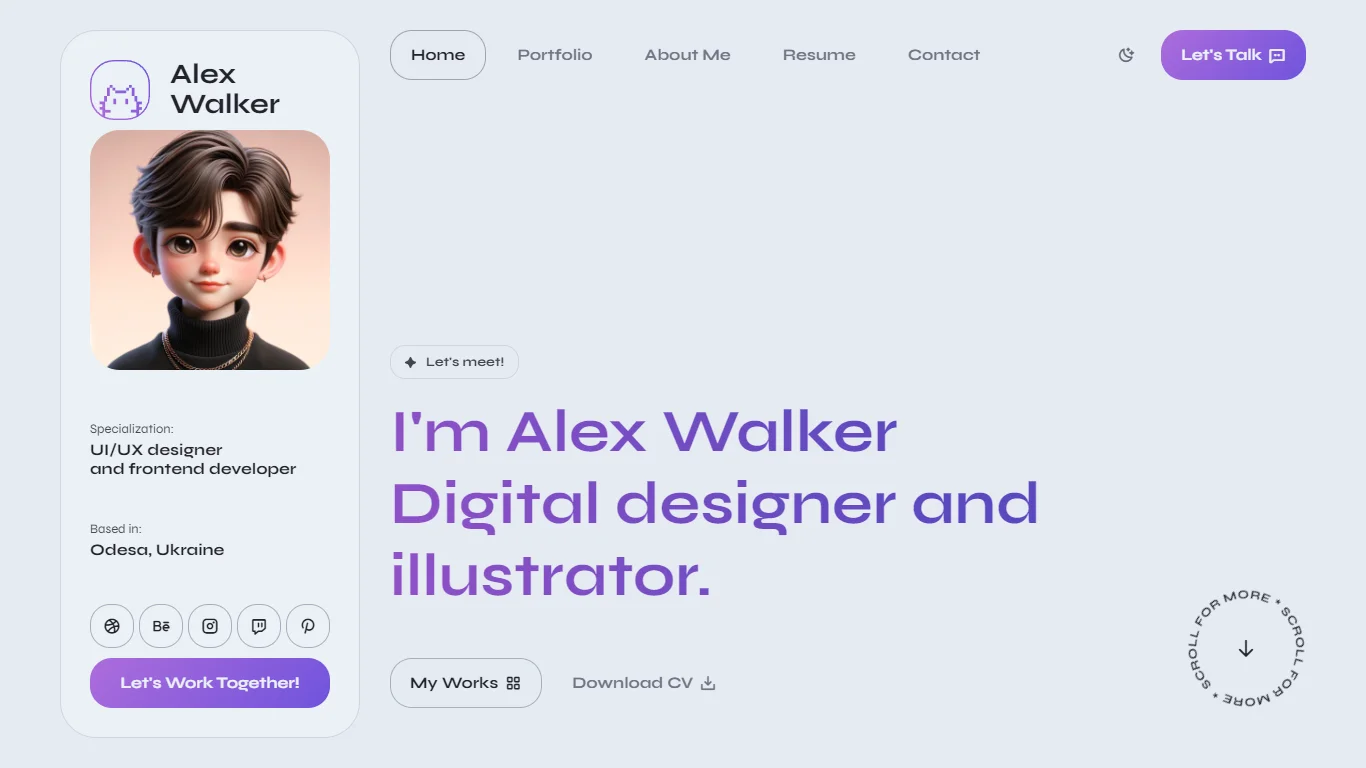 Alex
Walker
Specialization:
UI/UX designer
and frontend developer
Based in:
Odesa, Ukraine
Bē
Let's Work Together!
Home
Portfolio
About Me
Resume
Contact
Let's Talk
Let's meet!
I'm Alex Walker
Digital designer and
illustrator.
My Works
Download CV
SCROLL FOR MORE * SCROLL FOR MORE *